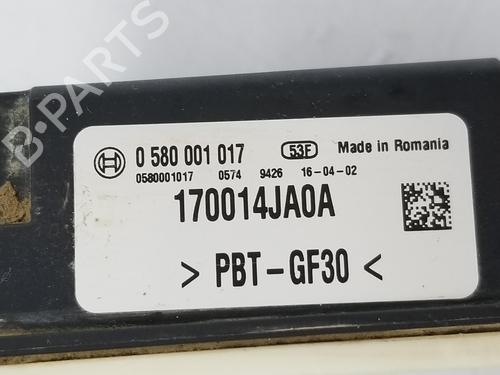 B-PARTS
0 580 001 017 53F Made in Romania
0580001017 0574 9426 16-04-02
170014JA0A
> PBT-GF30 <